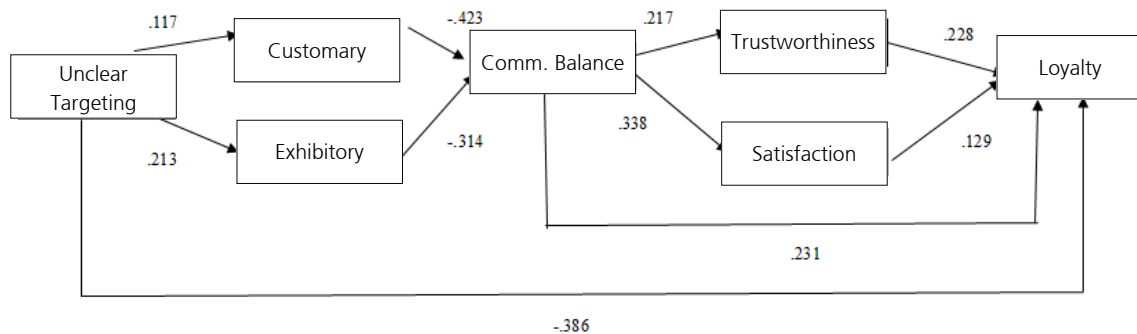 .117
-.423
.217
.228
Customary
Trustworthiness
Unclear
Targeting
Comm. Balance
Loyalty
Exhibitory
Satisfaction
.213
-.314
.338
.129
.231
-.386